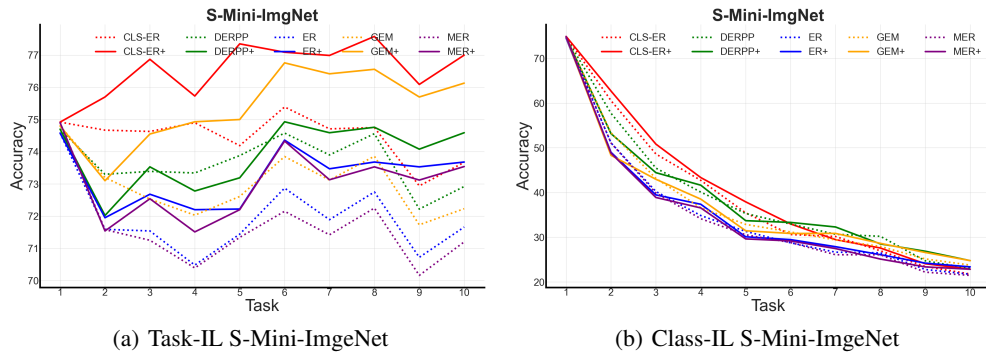 S-Mini-ImgNet
CLS-ER DERPP ER GEM MER
CLS-ER+ DERPP+ ER+ GEM+ MER+
77
76
75
74
73
72
71
70
Accuracy
1 2 3 4 5 6 7 8 9 10
Task
(a) Task-IL S-Mini-ImgeNet
S-Mini-ImgNet
CLS-ER DERPP ER GEM MER
CLS-ER+ DERPP+ ER+ GEM+ MER+
70
60
50
40
30
20
Accuracy
1 2 3 4 5 6 7 8 9 10
Task
(b) Class-IL S-Mini-ImgeNet